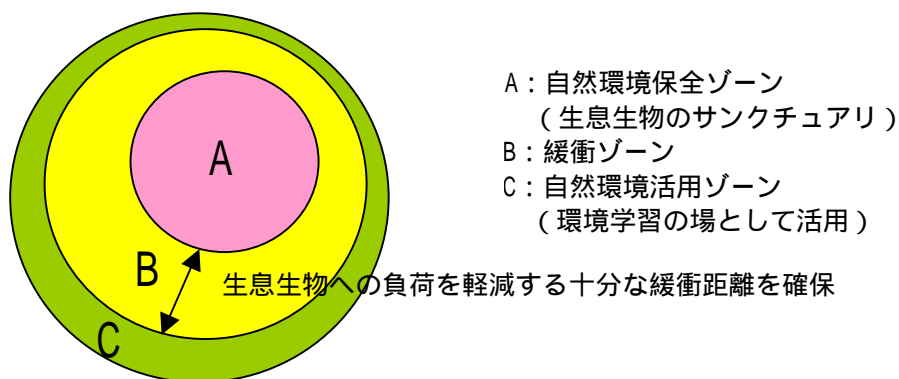 A：自然環境保全ゾーン
（生息生物のサンクチュアリ）
B：緩衝ゾーン
C：自然環境活用ゾーン
（環境学習の場として活用）
A
B
生息生物への負荷を軽減する十分な緩衝距離を確保
C